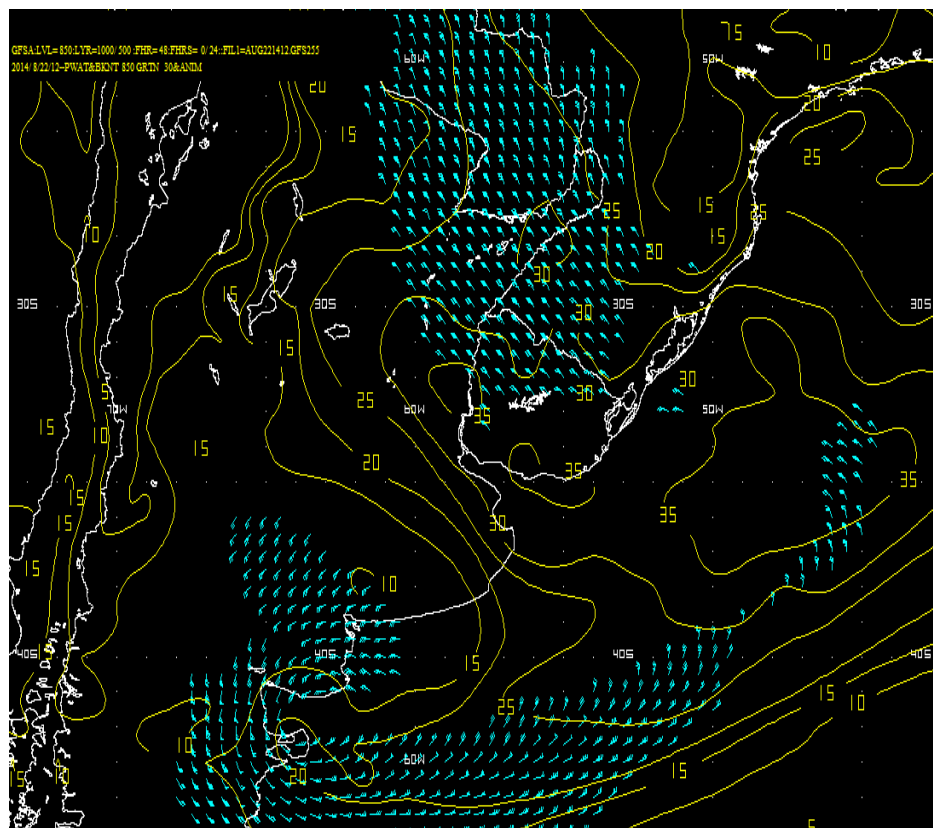 GFSA:LVL= 850:LYR=1000/ 500 :FHR= 48:FHRS= 0/ 24::FIL1=AUG221412.GFS255
2014/ 8/22/12--PWAT&BKNT 850 GRTN 30&ANIM
75
10
60W
50W
20
20
15
25
15
25
15
25
10
15
20
30
15
30S
30S
30
30S
30S
15
15
30
5
25
30
70W
60W
35
30
50W
15
10
15
20
35
35
15
30
35
15
15
10
40S
40S
15
40S
40S
25
15
10
10
60W
20
15
15
10
5